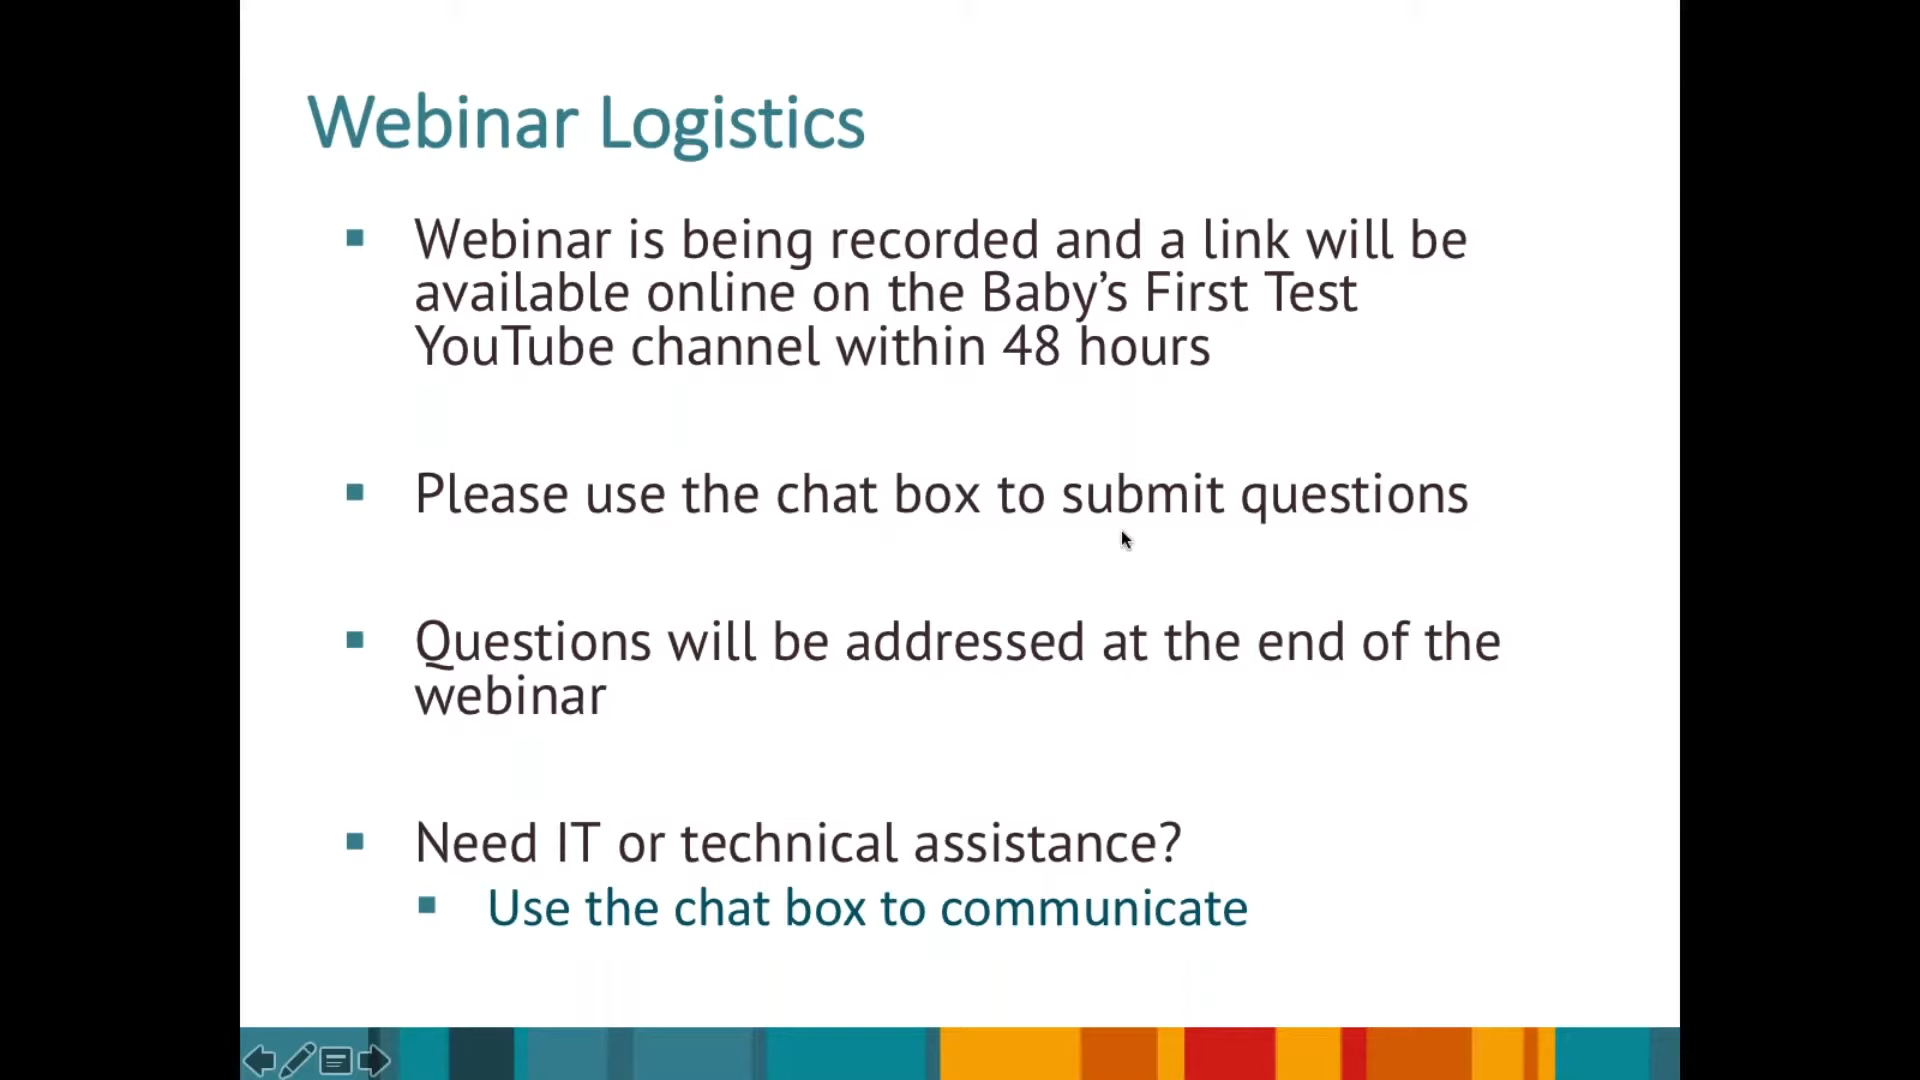 Webinar Logistics
Webinar is being recorded and a link will be
available online on the Baby’s First Test
YouTube channel within 48 hours
Please use the chat box to submit questions
Questions will be addressed at the end of the
webinar
Need IT or technical assistance?
Use the chat box to communicate